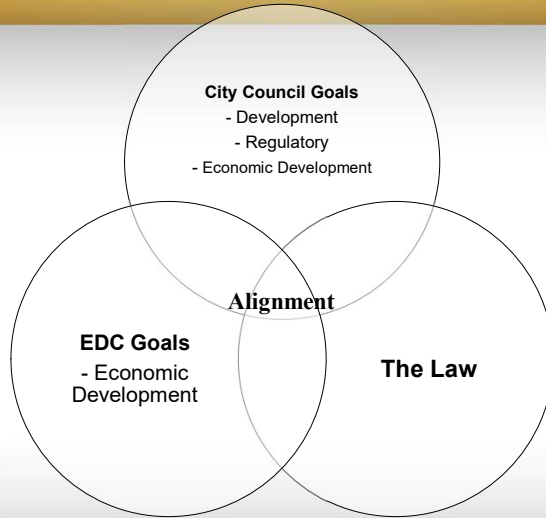 City Council Goals
- Development
- Regulatory
- Economic Development
Alignment
EDC Goals
- Economic
Development
The Law